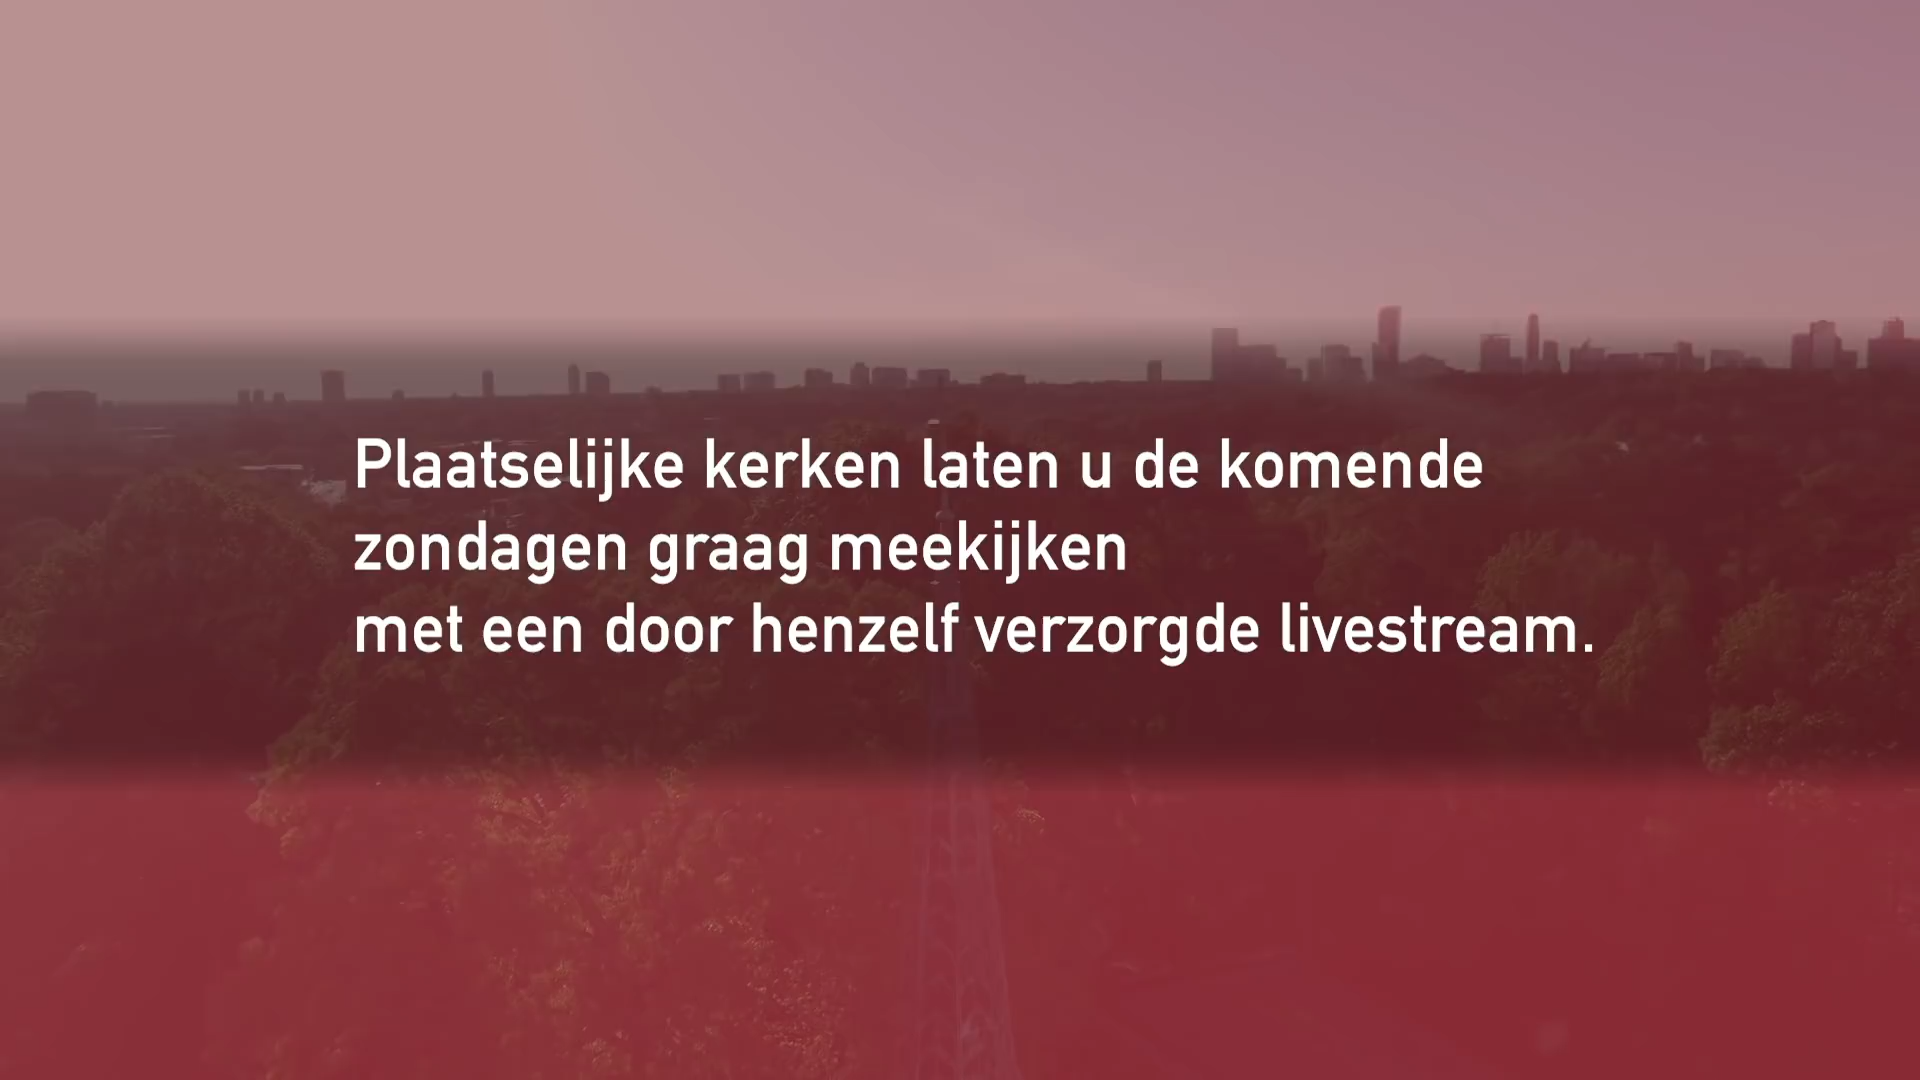 Plaatselijke kerken laten u de komende
zondagen graag meekijken
met een door henzelf verzorgde livestream.